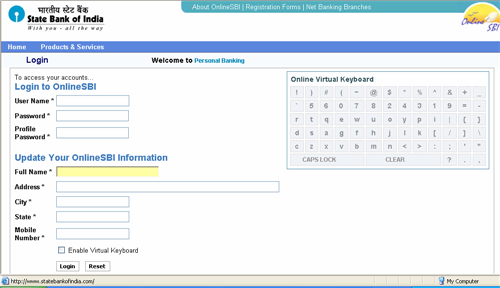 About OnlineSBI | Registration Forms | Net Banking Branches
भारतीय स्टेट बैंक
State Bank of India
With you - all the way
Online SBI
Home Products & Services
Login Welcome to Personal Banking
To access your accounts...
Login to OnlineSBI
User Name *
Password *
Profile Password *
Update Your OnlineSBI Information
Full Name *
Address *
City *
State *
Mobile Number *
Enable Virtual Keyboard
Login Reset
Online Virtual Keyboard
! ) # ( ~ @ $ * % ^ & + _
` 5 6 0 7 8 2 4 3 1 9 = -
r t q e w u o y p i | { }
d s a g f h j k l [ / ] \
c z x v b m n < > : ; ' "
CAPS LOCK CLEAR ? . ,
http://www.statebankofindia.com/ My Computer